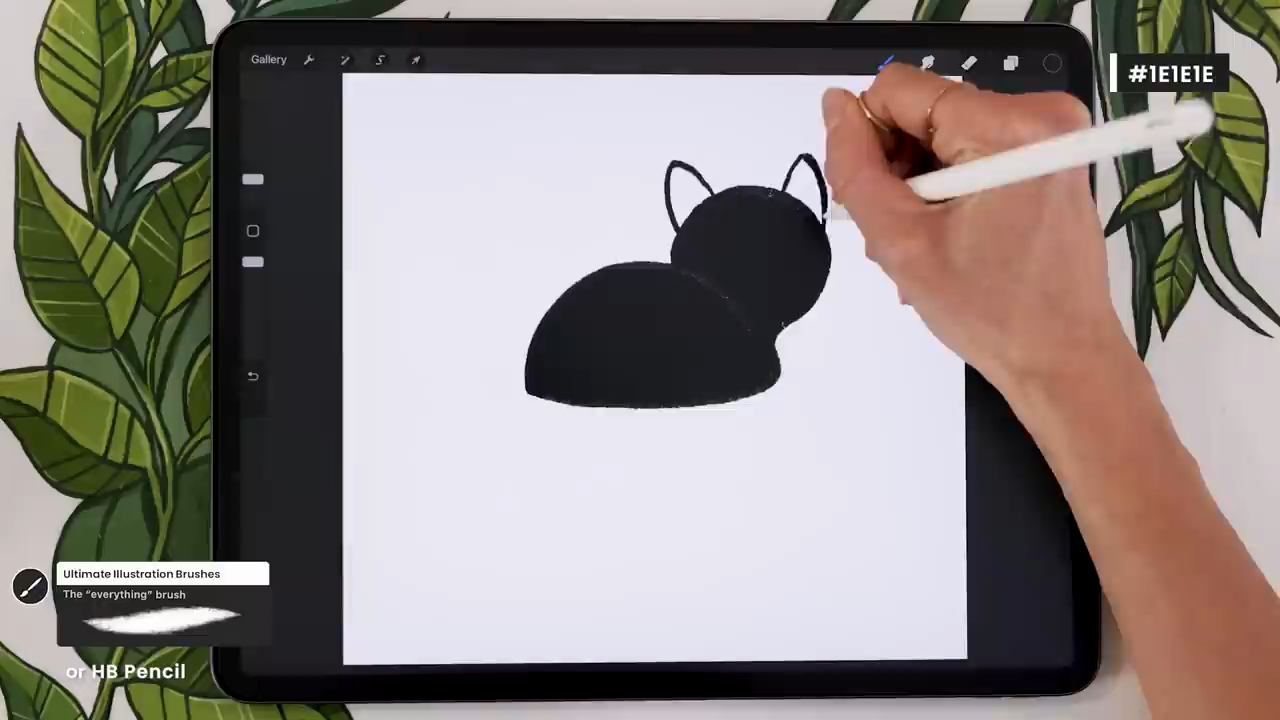 Gallery
#1E1E1E
Ultimate Illustration Brushes
The “everything” brush
or HB Pencil